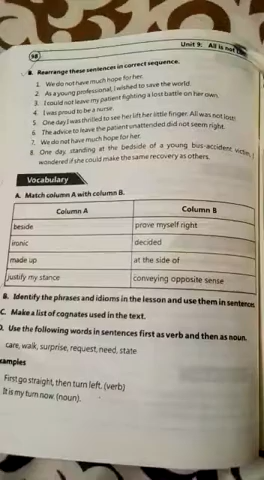 98
Unit 9: All is not
B. Rearrange these sentences in correct sequence.
1. We do not have much hope for her.
2. As a young professional, I wished to save the world.
3. I could not leave my patient fighting a lost battle on her own.
4. I was proud to be a nurse.
5. One day I was thrilled to see her lift her little finger. All was not lost!
6. The advice to leave the patient unattended did not seem right.
7. We do not have much hope for her.
8. One day, standing at the bedside of a young bus-accident victim, I
wondered if she could make the same recovery as others.
Vocabulary
A. Match column A with column B.
Column A Column B
beside prove myself right
ironic decided
made up at the side of
justify my stance conveying opposite sense
B. Identify the phrases and idioms in the lesson and use them in sentences.
C. Make a list of cognates used in the text.
D. Use the following words in sentences first as verb and then as noun.
care, walk, surprise, request, need, state
xamples
First go straight, then turn left. (verb)
It is my turn now. (noun).